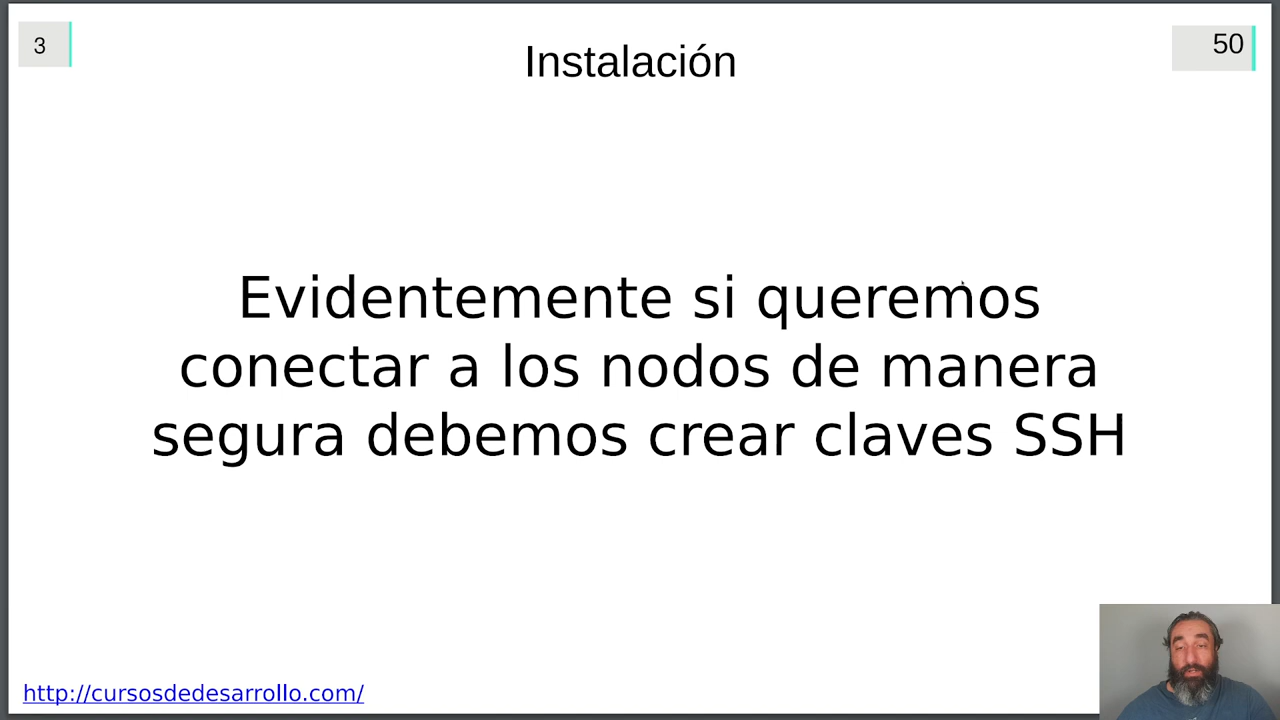 3
Instalación
50
Evidentemente si queremos
conectar a los nodos de manera
segura debemos crear claves SSH
http://cursosdedesarrollo.com/